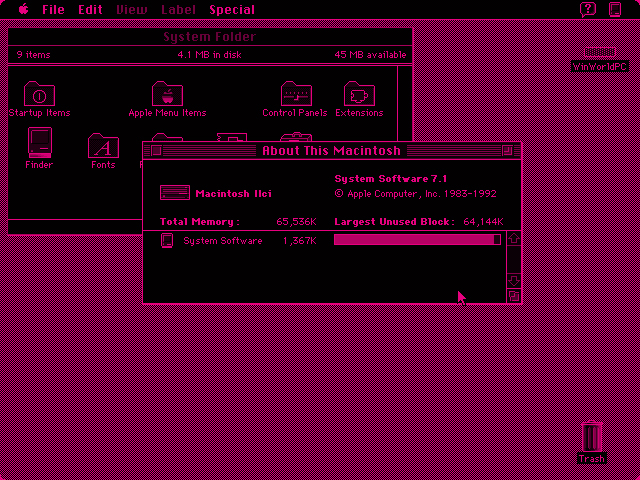 File Edit View Label Special
System Folder
9 items 4.1 MB in disk 45 MB available
WinWorldPC
Startup Items Apple Menu Items Control Panels Extensions
Finder Fonts
About This Macintosh
System Software 7.1
Macintosh IIci © Apple Computer, Inc. 1983-1992
Total Memory : 65,536K Largest Unused Block : 64,144K
System Software 1,367K
Trash